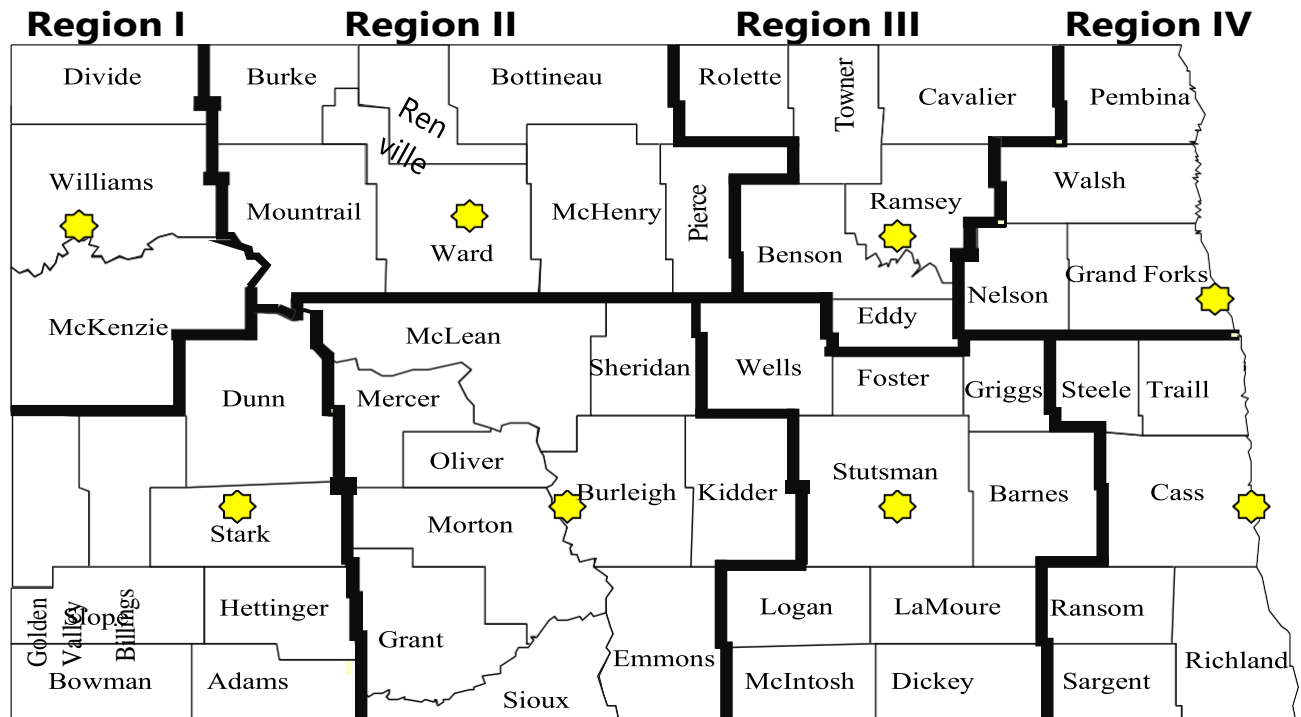 Region I
Region II
Region III
Region IV
Divide
Burke
Bottineau
Rolette
Towner
Cavalier
Pembina
Ren
ville
Williams
Mountrail
Ward
McHenry
Pierce
Benson
Ramsey
Walsh
Nelson
Grand Forks
McKenzie
McLean
Sheridan
Wells
Eddy
Foster
Griggs
Steele
Traill
Dunn
Mercer
Oliver
Burleigh
Kidder
Stutsman
Barnes
Cass
Stark
Morton
Golden
Valley
Billings
Slope
Hettinger
Grant
Emmons
Logan
LaMoure
Ransom
Richland
Bowman
Adams
Sioux
McIntosh
Dickey
Sargent